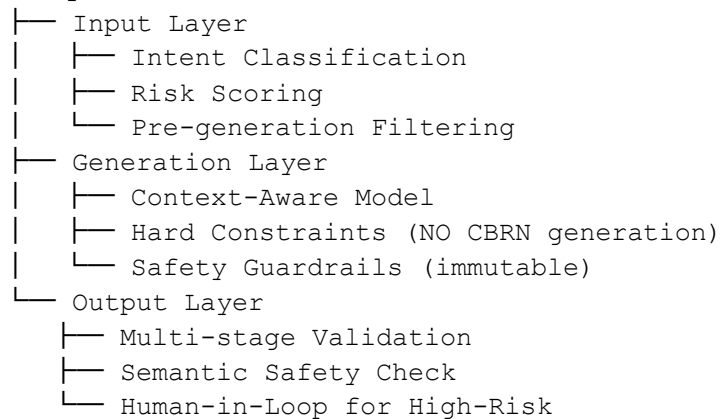 ├── Input Layer
│   ├── Intent Classification
│   ├── Risk Scoring
│   └── Pre-generation Filtering
├── Generation Layer
│   ├── Context-Aware Model
│   ├── Hard Constraints (NO CBRN generation)
│   └── Safety Guardrails (immutable)
└── Output Layer
    ├── Multi-stage Validation
    ├── Semantic Safety Check
    └── Human-in-Loop for High-Risk